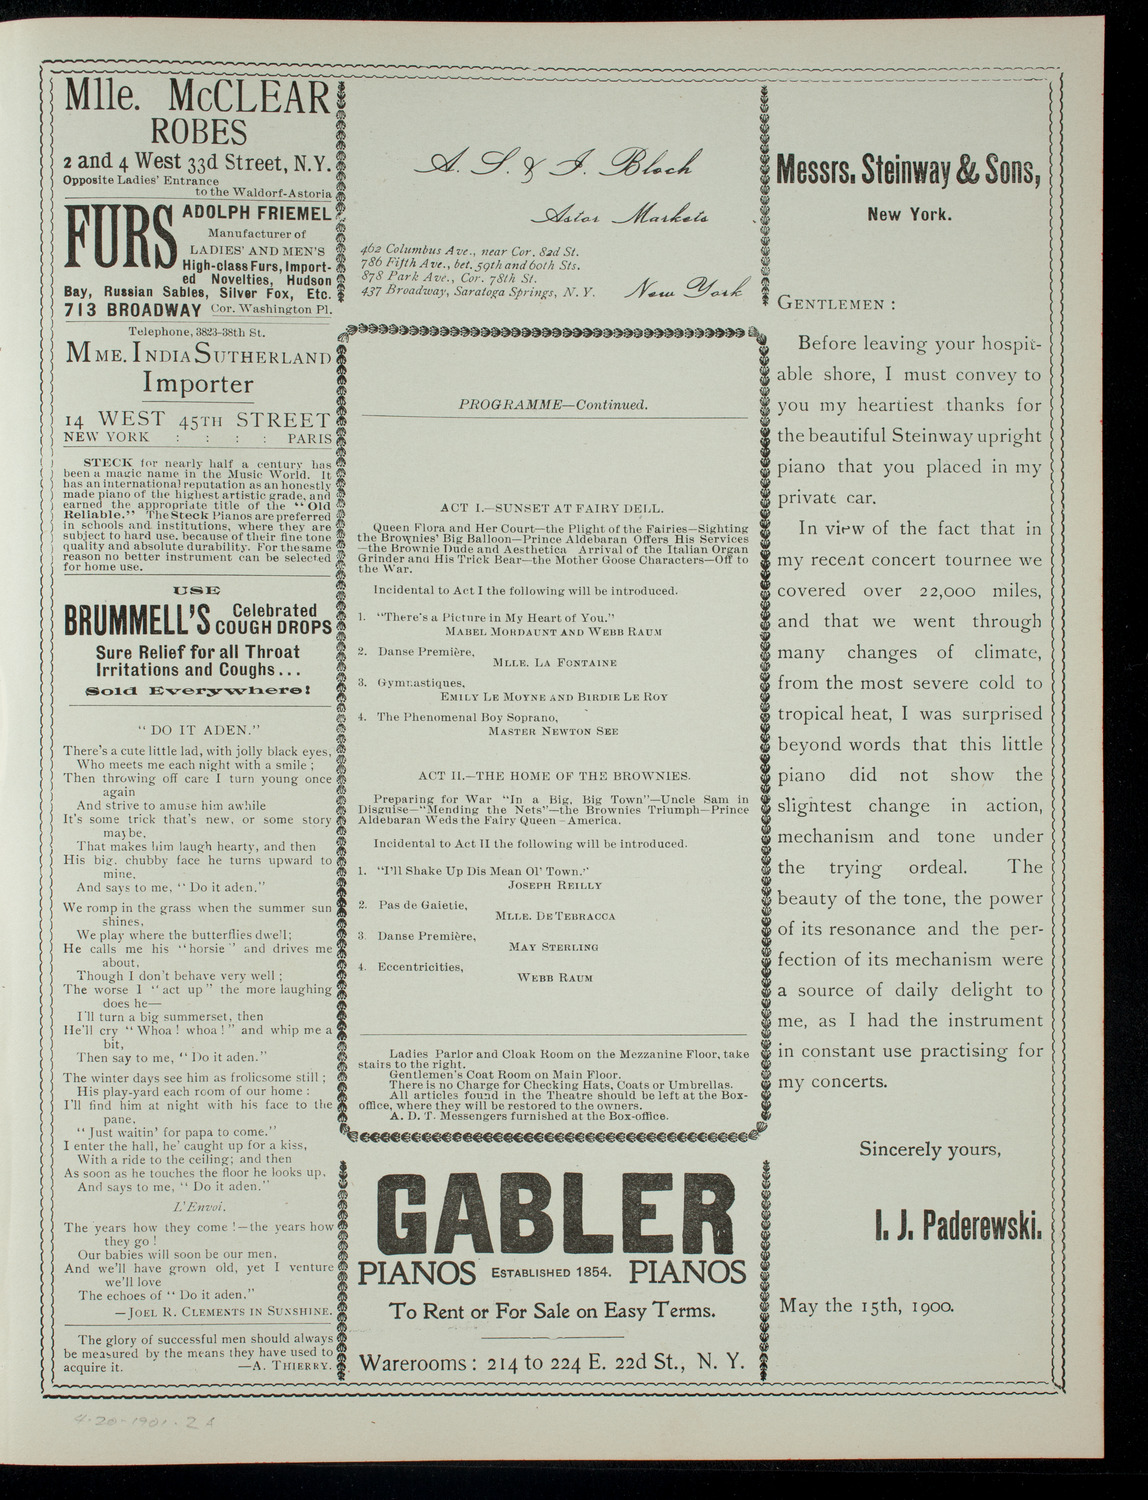 Mlle. McCLEAR
ROBES
2 and 4 West 33d Street, N.Y.
Opposite Ladies' Entrance
to the Waldorf-Astoria
FURS
ADOLPH FRIEMEL
Manufacturer of
LADIES' AND MEN'S
High-class Furs, Import-
ed Novelties, Hudson
Bay, Russian Sables, Silver Fox, Etc.
713 BROADWAY Cor. Washington Pl.
Telephone, 3823-38th St.
MME. INDIA SUTHERLAND
Importer
14 WEST 45TH STREET
NEW YORK : : : : PARIS
STECK for nearly half a century has
been a magic name in the Music World. It
has an international reputation as an honestly
made piano of the highest artistic grade, and
earned the appropriate title of the "Old
Reliable." The Steck Pianos are preferred
in schools and institutions, where they are
subject to hard use, because of their fine tone
quality and absolute durability. For the same
reason no better instrument can be selected
for home use.
USE
BRUMMELL'S Celebrated
COUGH DROPS
Sure Relief for all Throat
Irritations and Coughs...
Sold Everywhere!
"DO IT ADEN."
There's a cute little lad, with jolly black eyes,
Who meets me each night with a smile;
Then throwing off care I turn young once
again
And strive to amuse him awhile
It's some trick that's new, or some story
maybe,
That makes him laugh hearty, and then
His big, chubby face he turns upward to
mine,
And says to me, "Do it aden."
We romp in the grass when the summer sun
shines,
We play where the butterflies dwell;
He calls me his "horsie" and drives me
about,
Though I don't behave very well;
The worse I "act up" the more laughing
does he—
I'll turn a big summerset, then
He'll cry "Whoa! whoa!" and whip me a
bit,
Then say to me, "Do it aden."
The winter days see him as frolicsome still;
His play-yard each room of our home:
I'll find him at night with his face to the
pane,
"Just waitin' for papa to come."
I enter the hall, he' caught up for a kiss,
With a ride to the ceiling; and then
As soon as he touches the floor he looks up,
And says to me, "Do it aden."
L'Envoi.
The years how they come!—the years how
they go!
Our babies will soon be our men,
And we'll have grown old, yet I venture
we'll love
The echoes of "Do it aden."
—JOEL R. CLEMENTS IN SUNSHINE.
The glory of successful men should always
be measured by the means they have used to
acquire it. —A. THIERRY.
A. S. & I. Bloch
Astor Markets
462 Columbus Ave., near Cor. 82d St.
786 Fifth Ave., bet. 59th and 60th Sts.
878 Park Ave., Cor. 78th St.
437 Broadway, Saratoga Springs, N. Y.
New York
PROGRAMME—Continued.
ACT I.—SUNSET AT FAIRY DELL.
Queen Flora and Her Court—the Plight of the Fairies—Sighting
the Brownies' Big Balloon—Prince Aldebaran Offers His Services
—the Brownie Dude and Aesthetica Arrival of the Italian Organ
Grinder and His Trick Bear—the Mother Goose Characters—Off to
the War.
Incidental to Act I the following will be introduced.
1. "There's a Picture in My Heart of You."
MABEL MORDAUNT AND WEBB RAUM
2. Danse Première,
MLLE. LA FONTAINE
3. Gymnastiques,
EMILY LE MOYNE AND BIRDIE LE ROY
4. The Phenomenal Boy Soprano,
MASTER NEWTON SEE
ACT II.—THE HOME OF THE BROWNIES.
Preparing for War "In a Big, Big Town"—Uncle Sam in
Disguise—"Mending the Nets"—the Brownies Triumph—Prince
Aldebaran Weds the Fairy Queen—America.
Incidental to Act II the following will be introduced.
1. "I'll Shake Up Dis Mean Ol' Town."
JOSEPH REILLY
2. Pas de Gaietie,
MLLE. DETEBRACCA
3. Danse Première,
MAY STERLING
4. Eccentricities,
WEBB RAUM
Ladies Parlor and Cloak Room on the Mezzanine Floor, take
stairs to the right.
Gentlemen's Coat Room on Main Floor.
There is no Charge for Checking Hats, Coats or Umbrellas.
All articles found in the Theatre should be left at the Box-
office, where they will be restored to the owners.
A. D. T. Messengers furnished at the Box-office.
GABLER
PIANOS ESTABLISHED 1854. PIANOS
To Rent or For Sale on Easy Terms.
Warerooms: 214 to 224 E. 22d St., N. Y.
Messrs. Steinway & Sons,
New York.
GENTLEMEN:
Before leaving your hospit-
able shore, I must convey to
you my heartiest thanks for
the beautiful Steinway upright
piano that you placed in my
private car.
In view of the fact that in
my recent concert tournee we
covered over 22,000 miles,
and that we went through
many changes of climate,
from the most severe cold to
tropical heat, I was surprised
beyond words that this little
piano did not show the
slightest change in action,
mechanism and tone under
the trying ordeal. The
beauty of the tone, the power
of its resonance and the per-
fection of its mechanism were
a source of daily delight to
me, as I had the instrument
in constant use practising for
my concerts.
Sincerely yours,
I. J. Paderewski.
May the 15th, 1900.
4-20-1901-2A